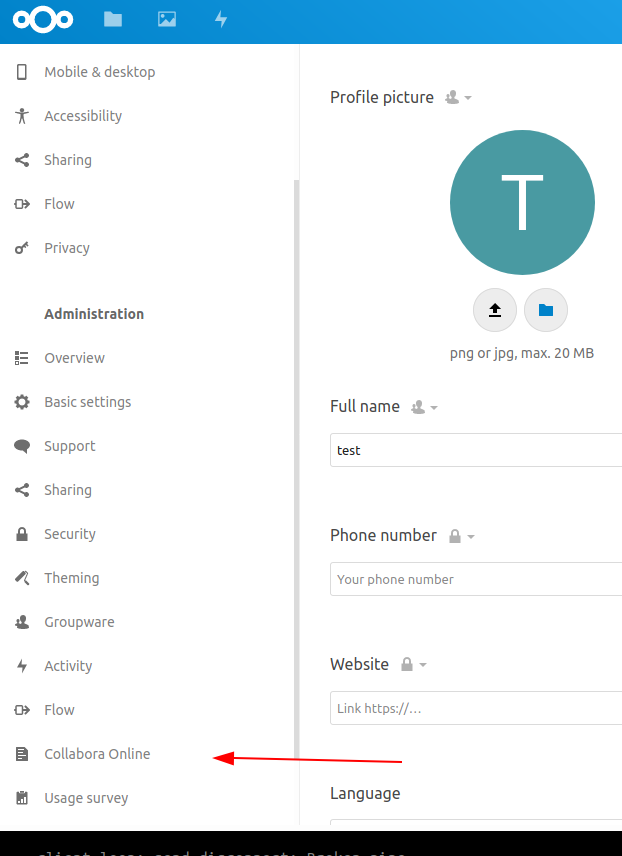 Mobile & desktop
Accessibility
Sharing
Flow
Privacy
Administration
Overview
Basic settings
Support
Sharing
Security
Theming
Groupware
Activity
Flow
Collabora Online
Usage survey
Profile picture
T
png or jpg, max. 20 MB
Full name
test
Phone number
Your phone number
Website
Link https://…
Language